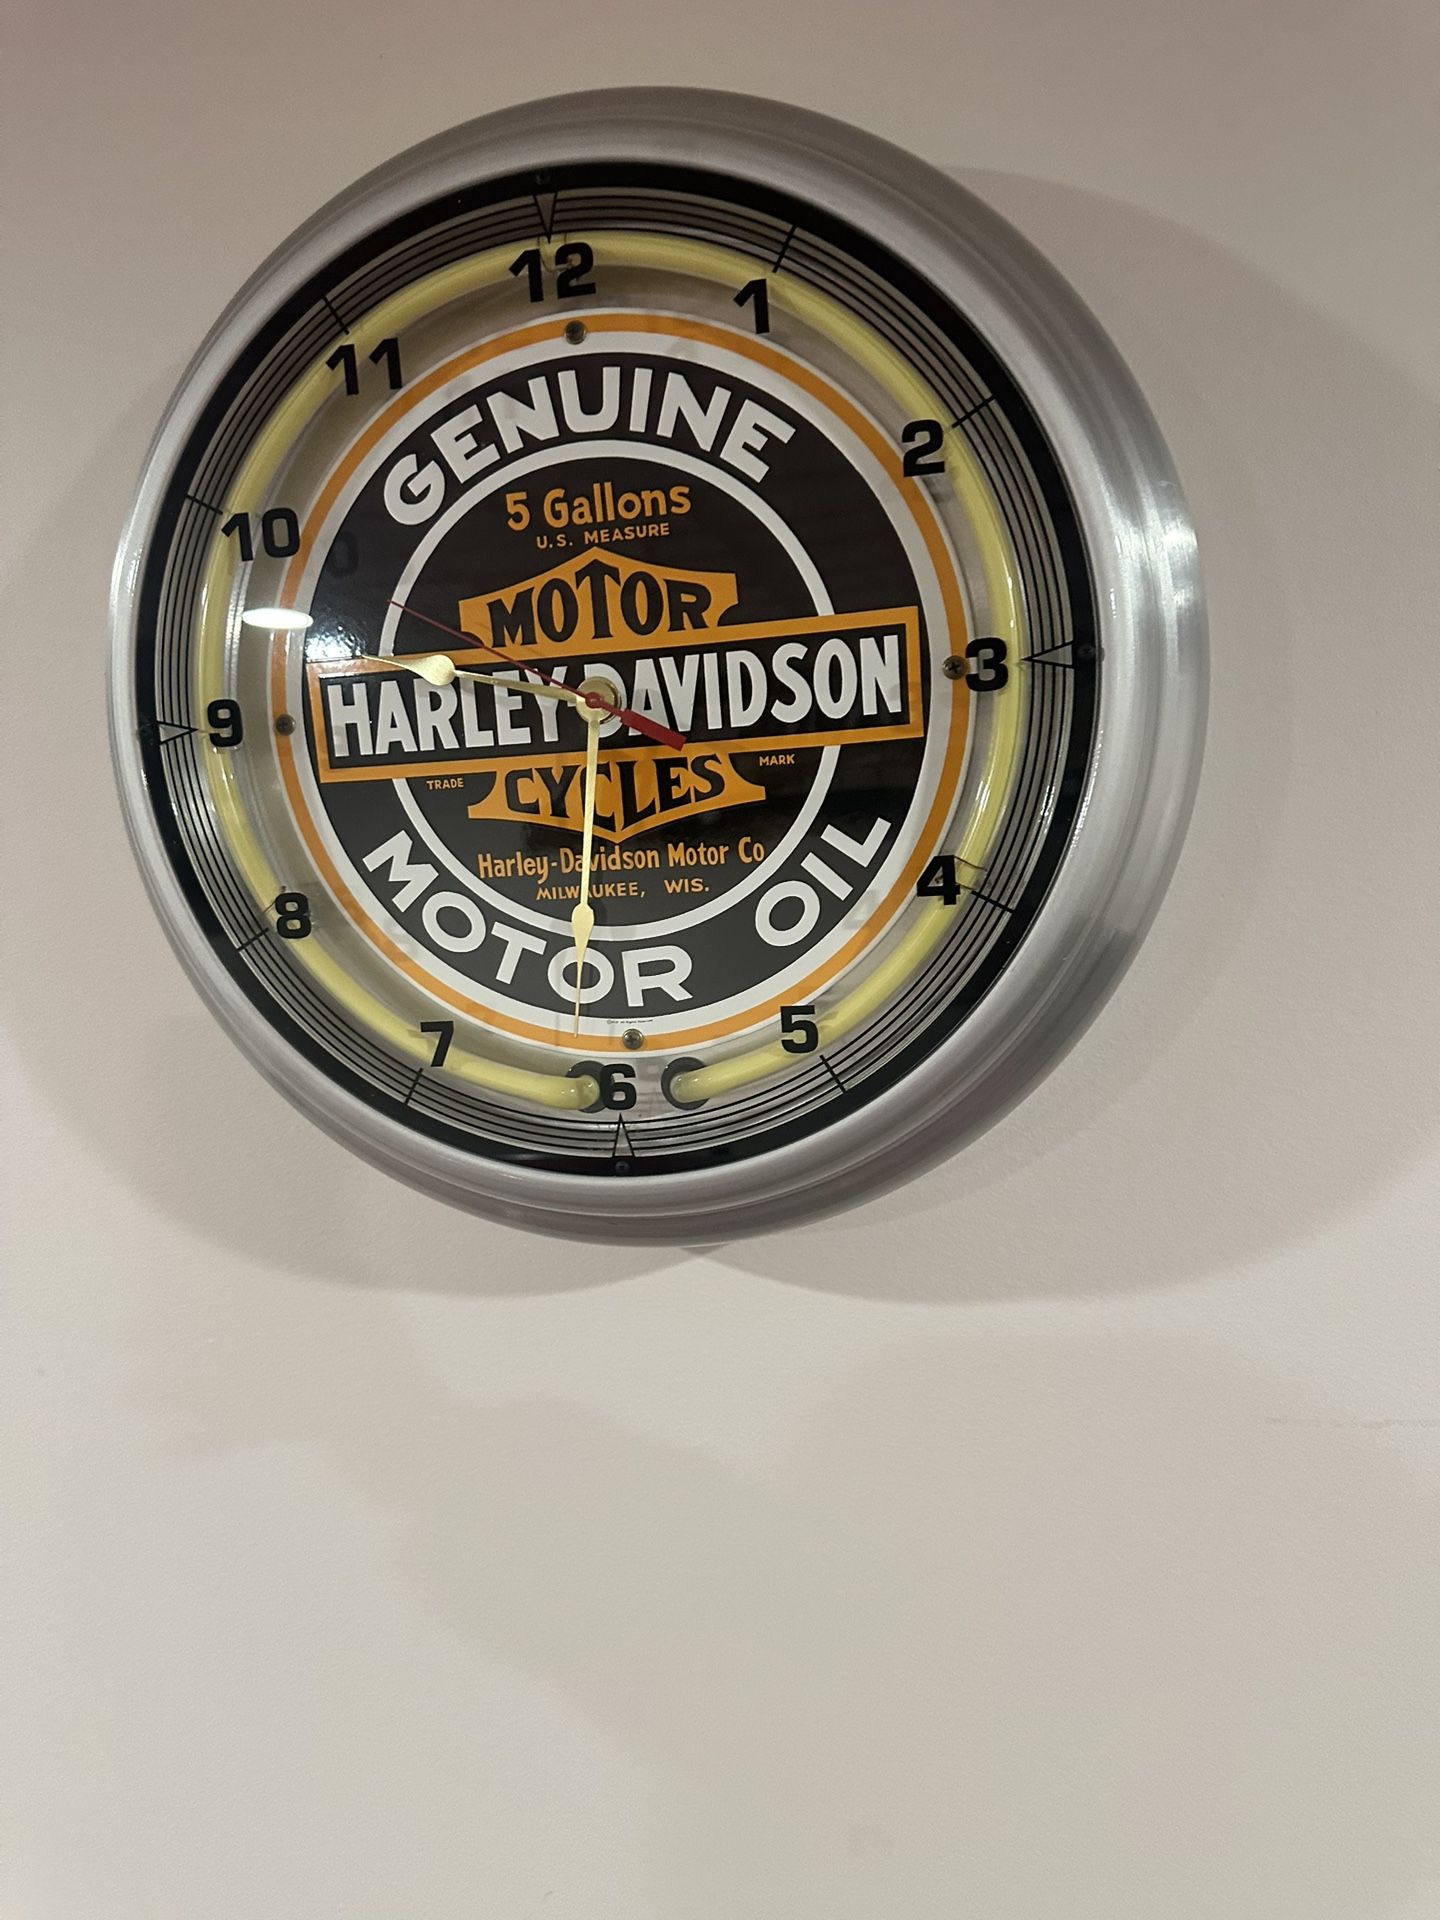 12
1
2
3
4
5
6
7
8
9
10
11
GENUINE
5 Gallons
U.S. MEASURE
MOTOR
HARLEY-DAVIDSON
CYCLES
TRADE
MARK
Harley-Davidson Motor Co
MILWAUKEE, WIS.
MOTOR OIL